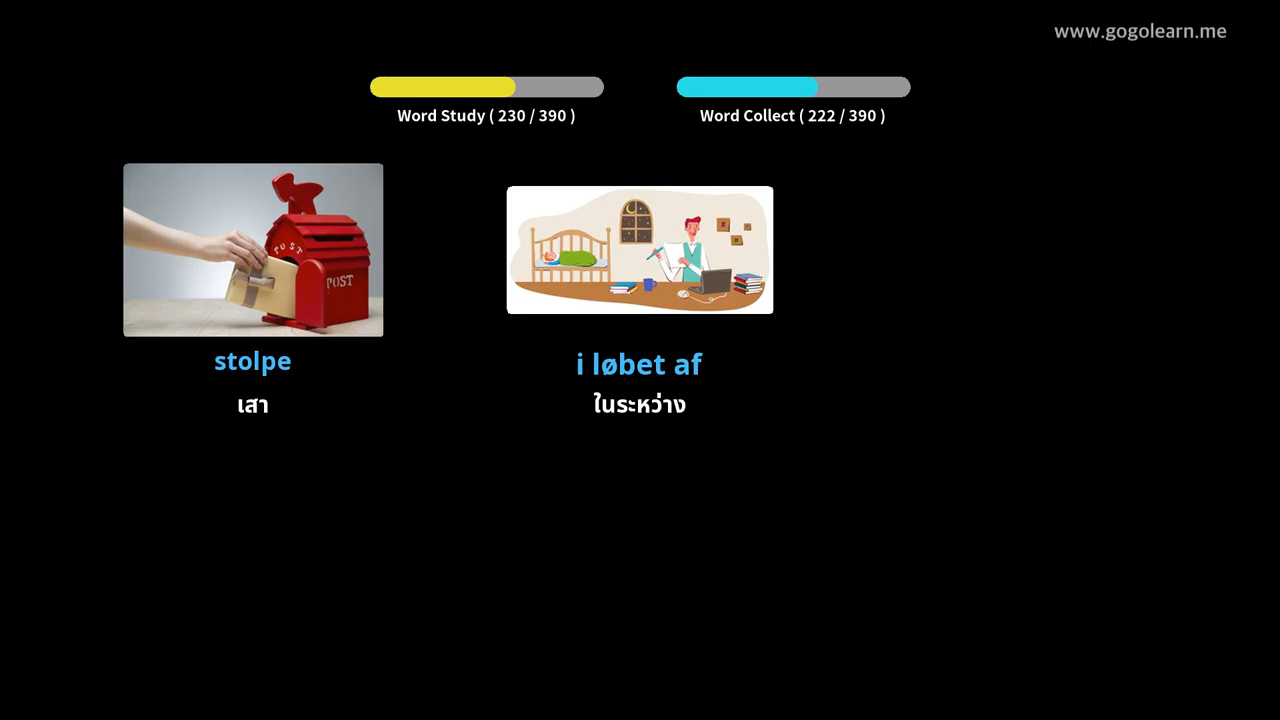 www.gogolearn.me
Word Study ( 230 / 390 )
Word Collect ( 222 / 390 )
POST
POST
stolpe
เสา
i løbet af
ในระหว่าง